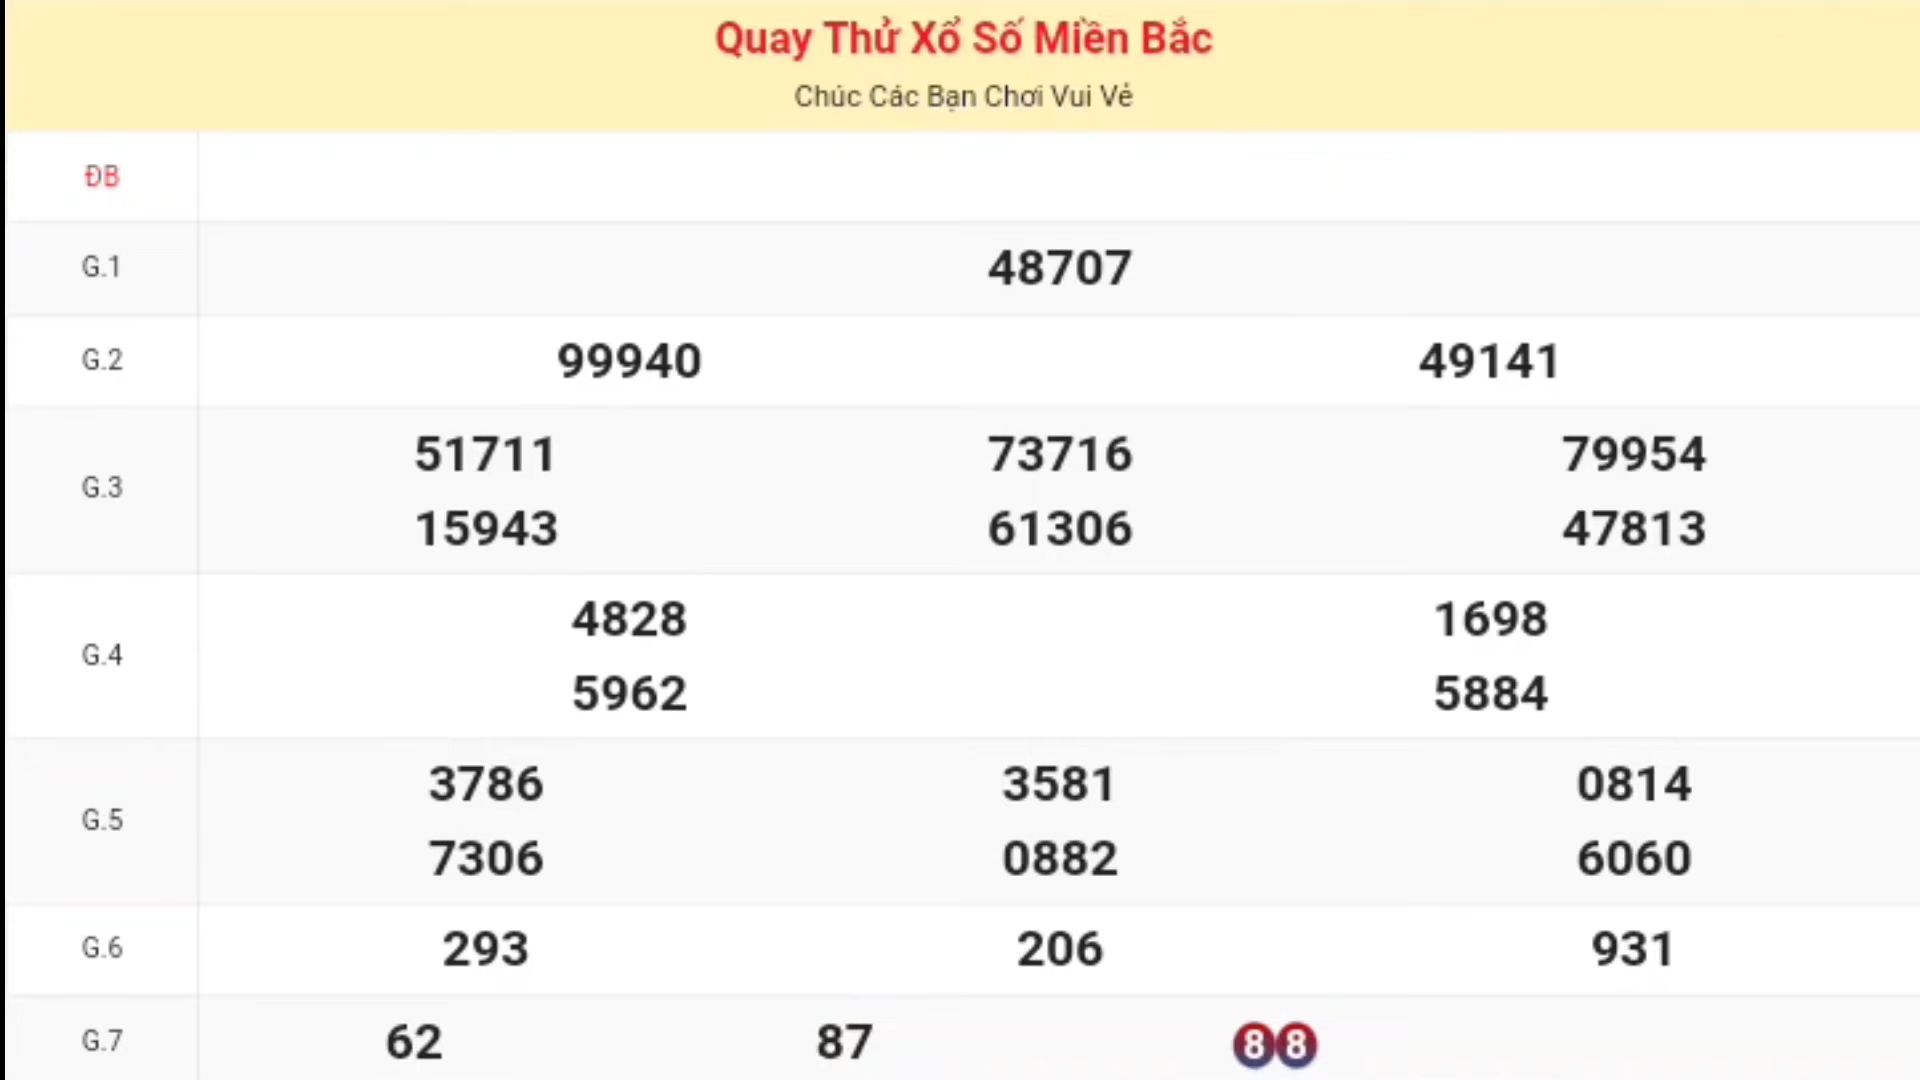 Quay Thử Xổ Số Miền Bắc
Chúc Các Bạn Chơi Vui Vẻ
ĐB
G.1 48707
G.2 99940 49141
G.3 51711 73716 79954
15943 61306 47813
G.4 4828 1698
5962 5884
G.5 3786 3581 0814
7306 0882 6060
G.6 293 206 931
G.7 62 87 88